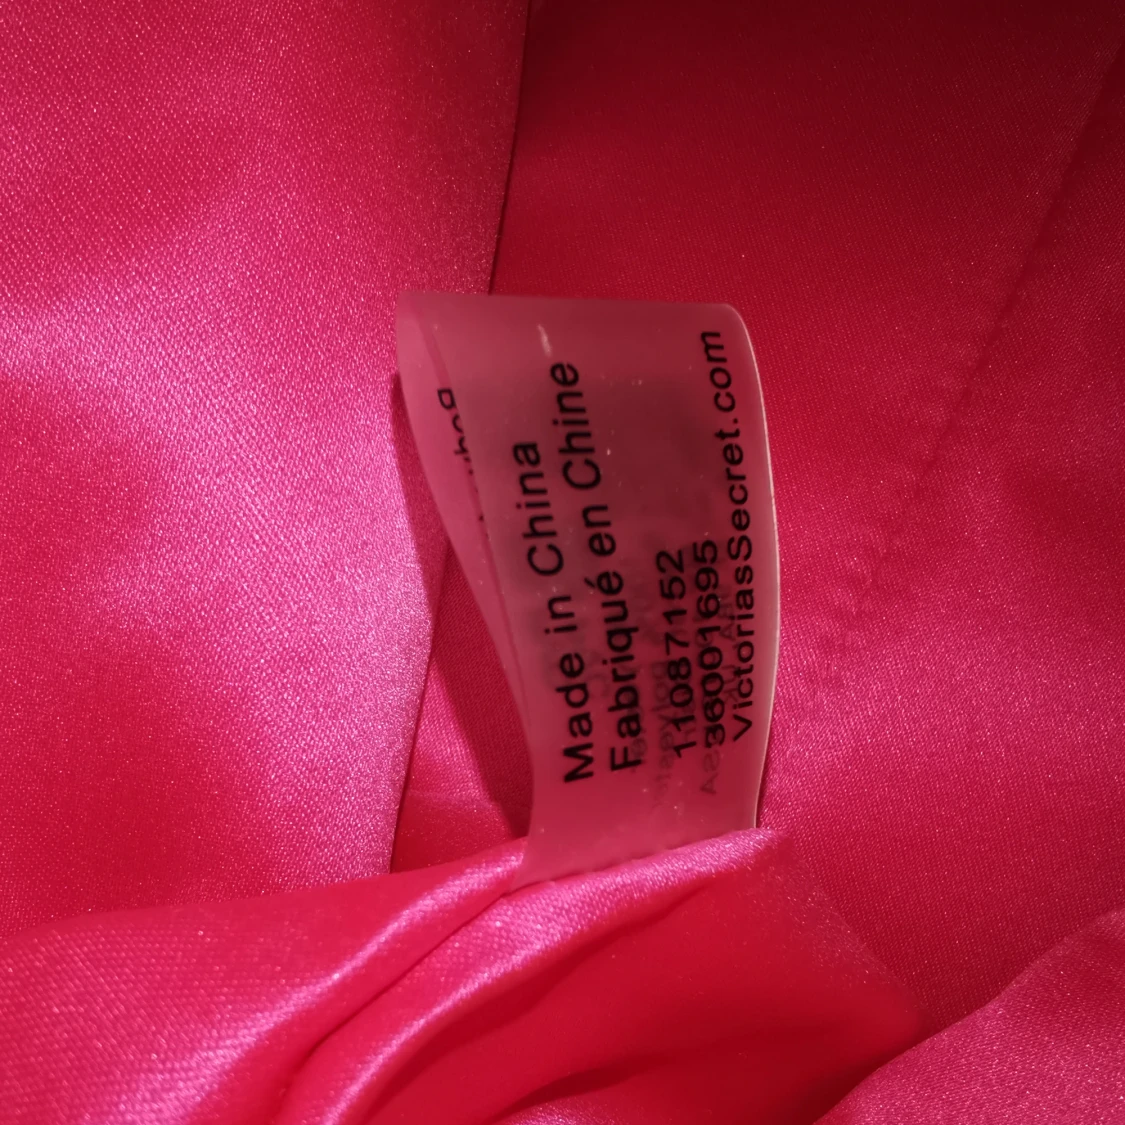 Made in China
Fabriqué en Chine
11087152
36001695
VictoriasSecret.com